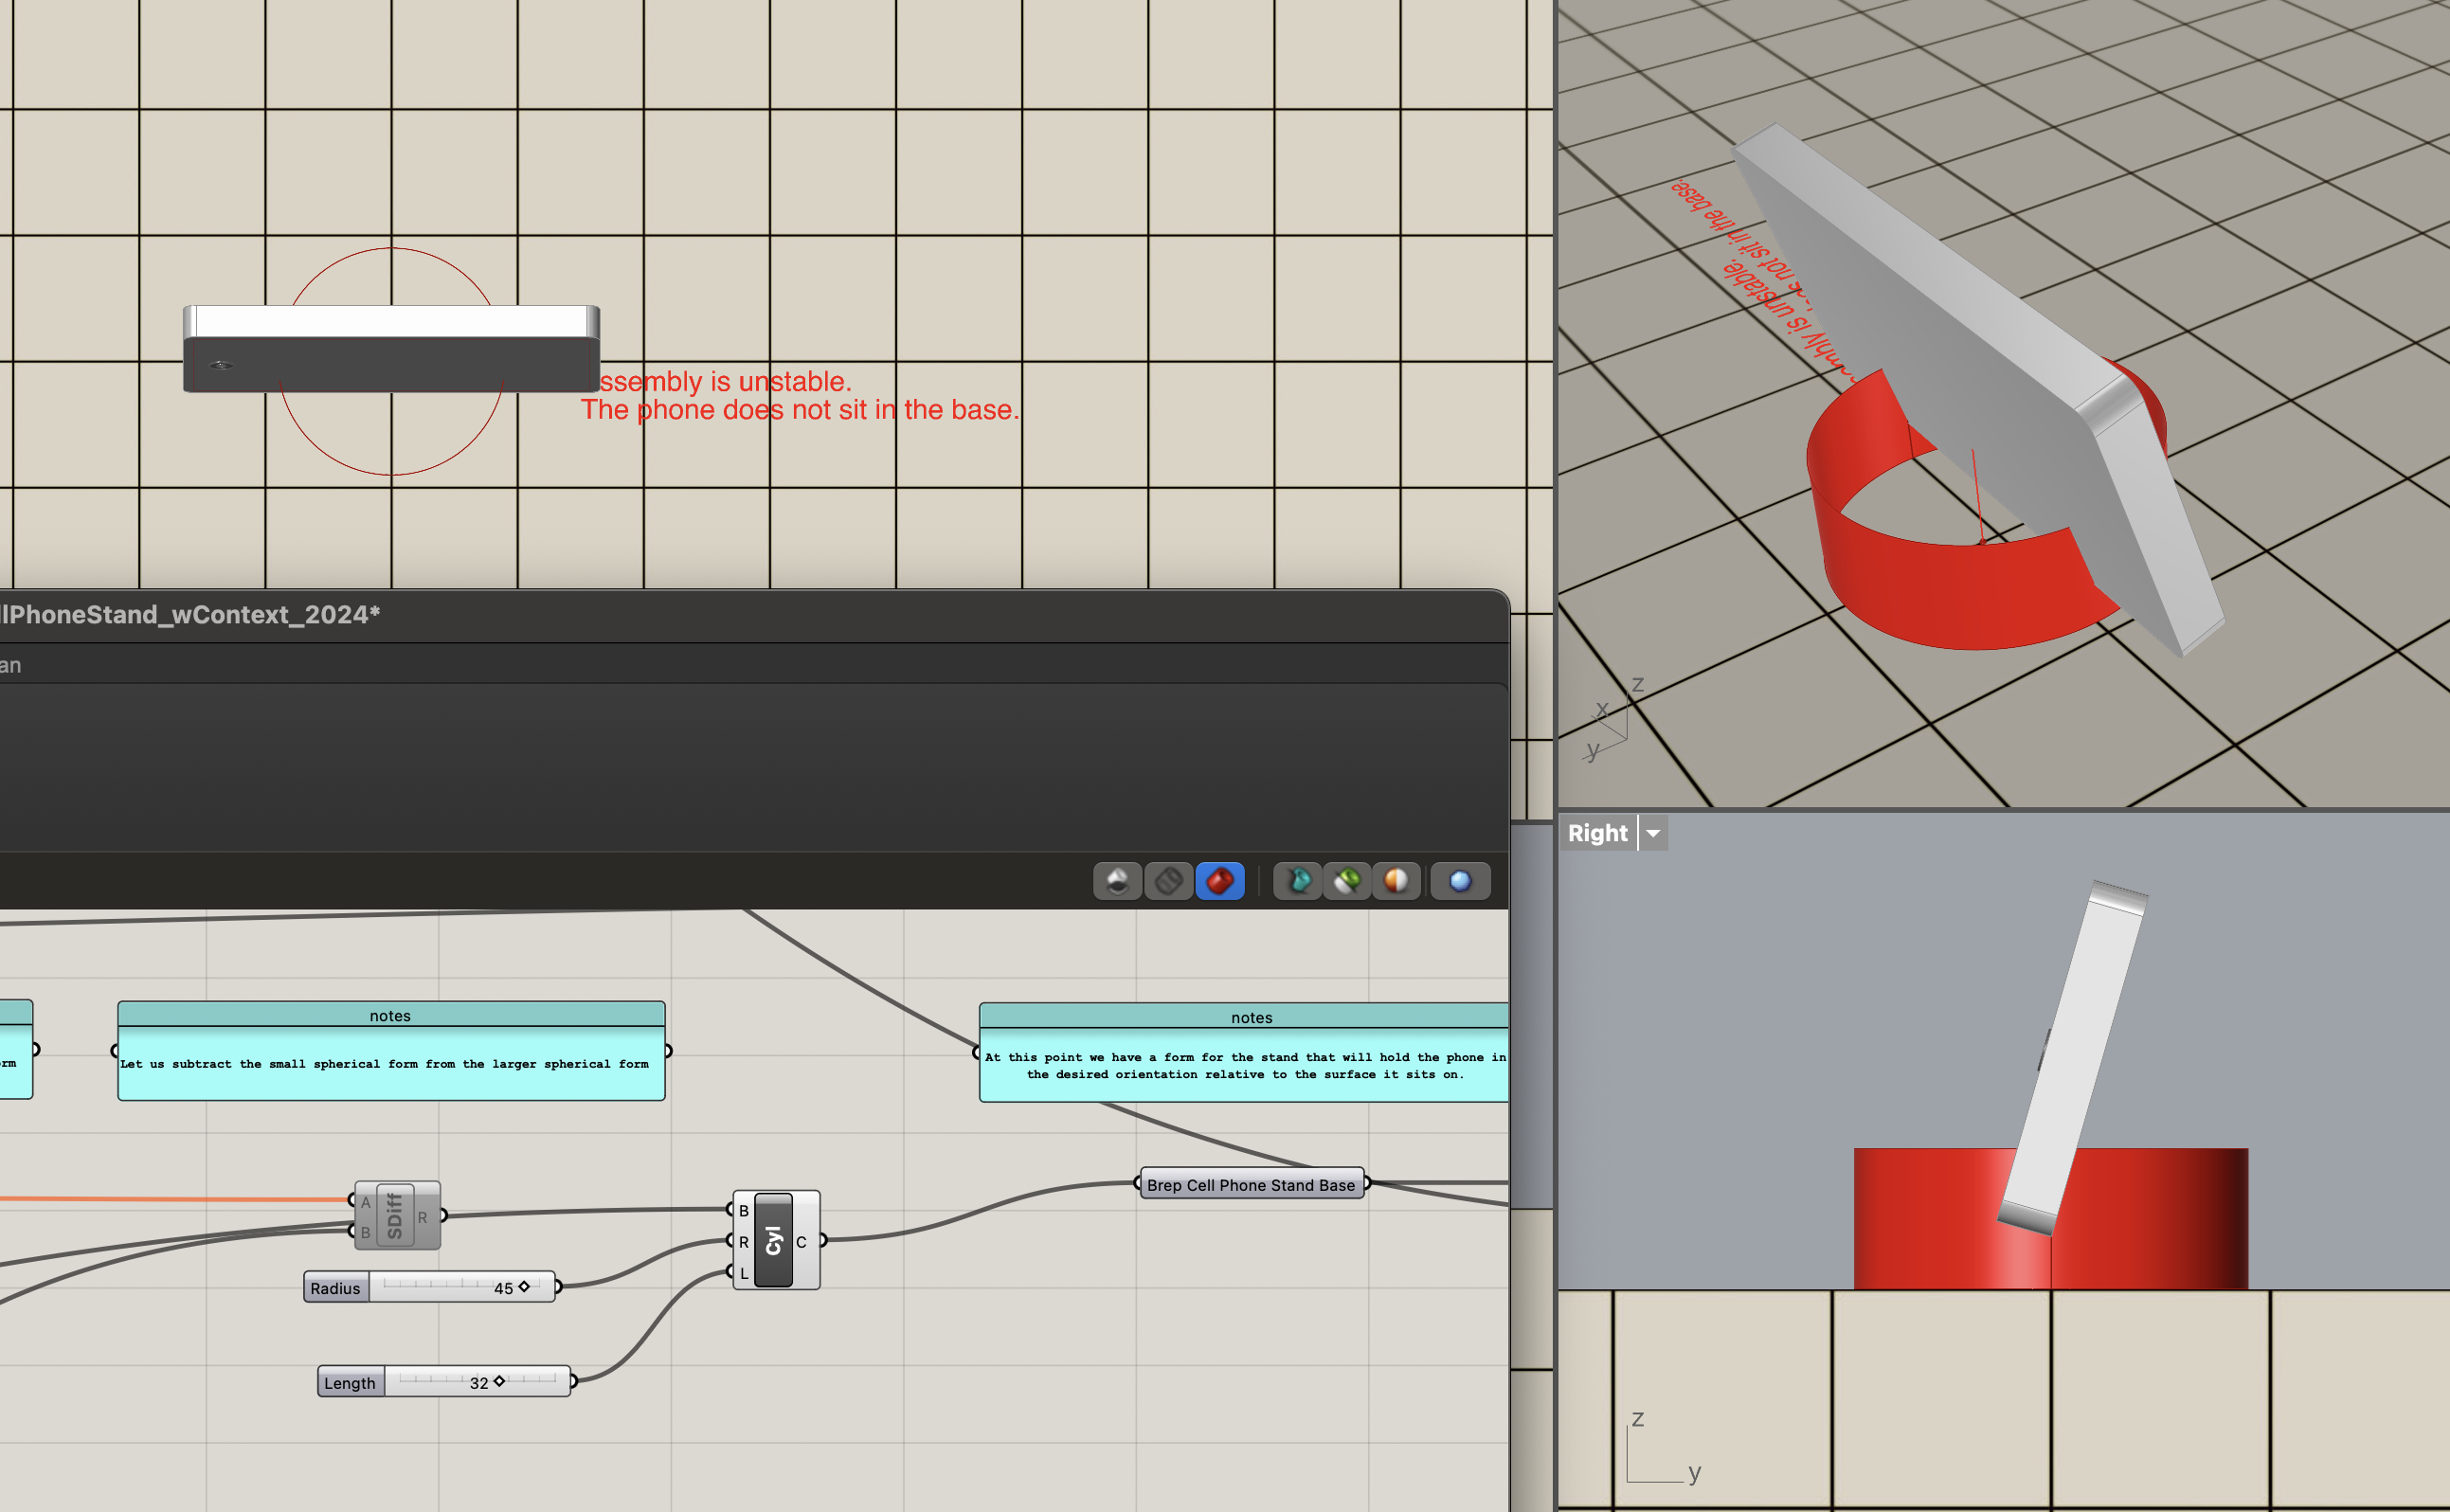 ssembly is unstable.
The phone does not sit in the base.
llPhoneStand_wContext_2024*
an
notes
rm
Let us subtract the small spherical form from the larger spherical form
notes
At this point we have a form for the stand that will hold the phone in
the desired orientation relative to the surface it sits on.
A
B
SDiff
R
B
R
L
Cyl
C
Brep Cell Phone Stand Base
Radius
45
Length
32
not sit in the base.
mbly is unstable.
z
x
y
Right
z
y